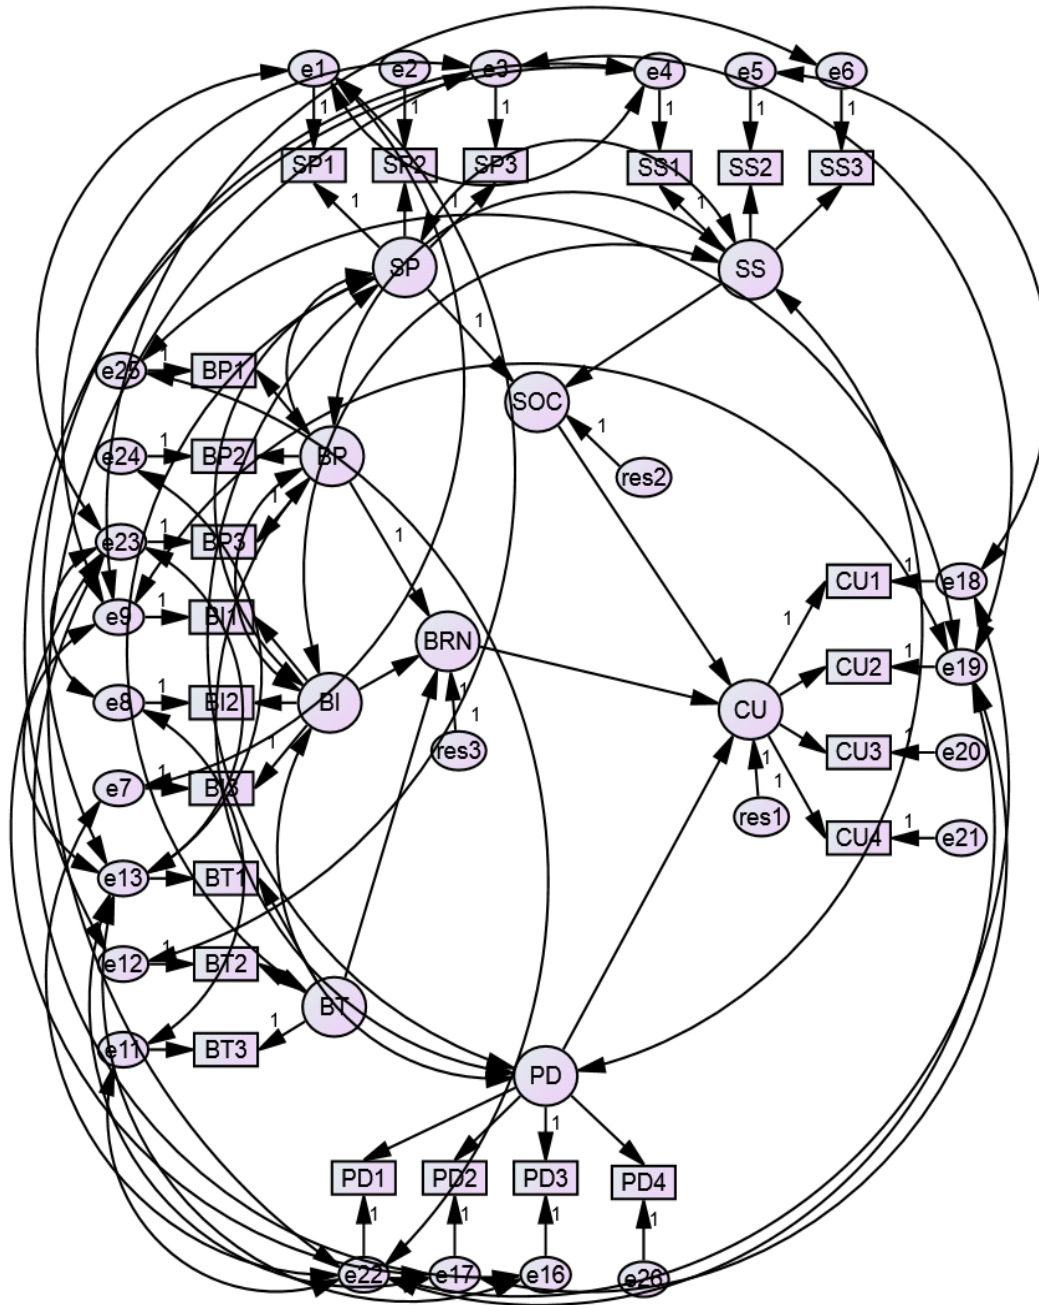 e1 e2 e3 e4 e5 e6
1 1 1 1 1 1
SP1 SP2 SP3 SS1 SS2 SS3
1 1 1
SP SS
1
e25 1 BP1
SOC
e24 1 BP2 BP
1
res2
1
e23 1 BP3
1
CU1 1 e18
e9 1 BI1
1
BRN
CU2 1 e19
e8 1 BI2 BI
CU
1
res3
1
CU3 1 e20
e7 1 BI3
1
1
res1
CU4 1 e21
e13 BT1
e12 1 BT2
BT
1
e11 BT3
PD
1
PD1 PD2 PD3 PD4
1 1 1 1
e22 e17 e16 e26